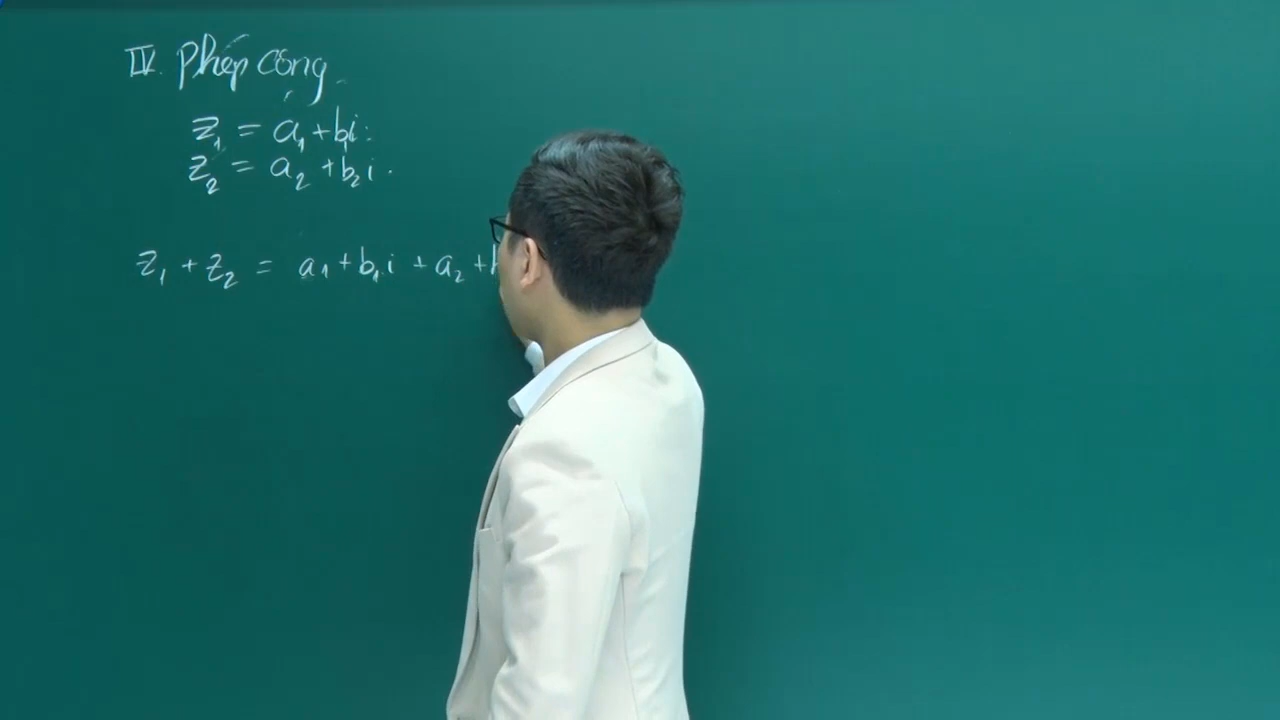 IV. Phép cộng
z₁ = a₁ + b₁i
z₂ = a₂ + b₂i.
z₁ + z₂ = a₁ + b₁i + a₂ +